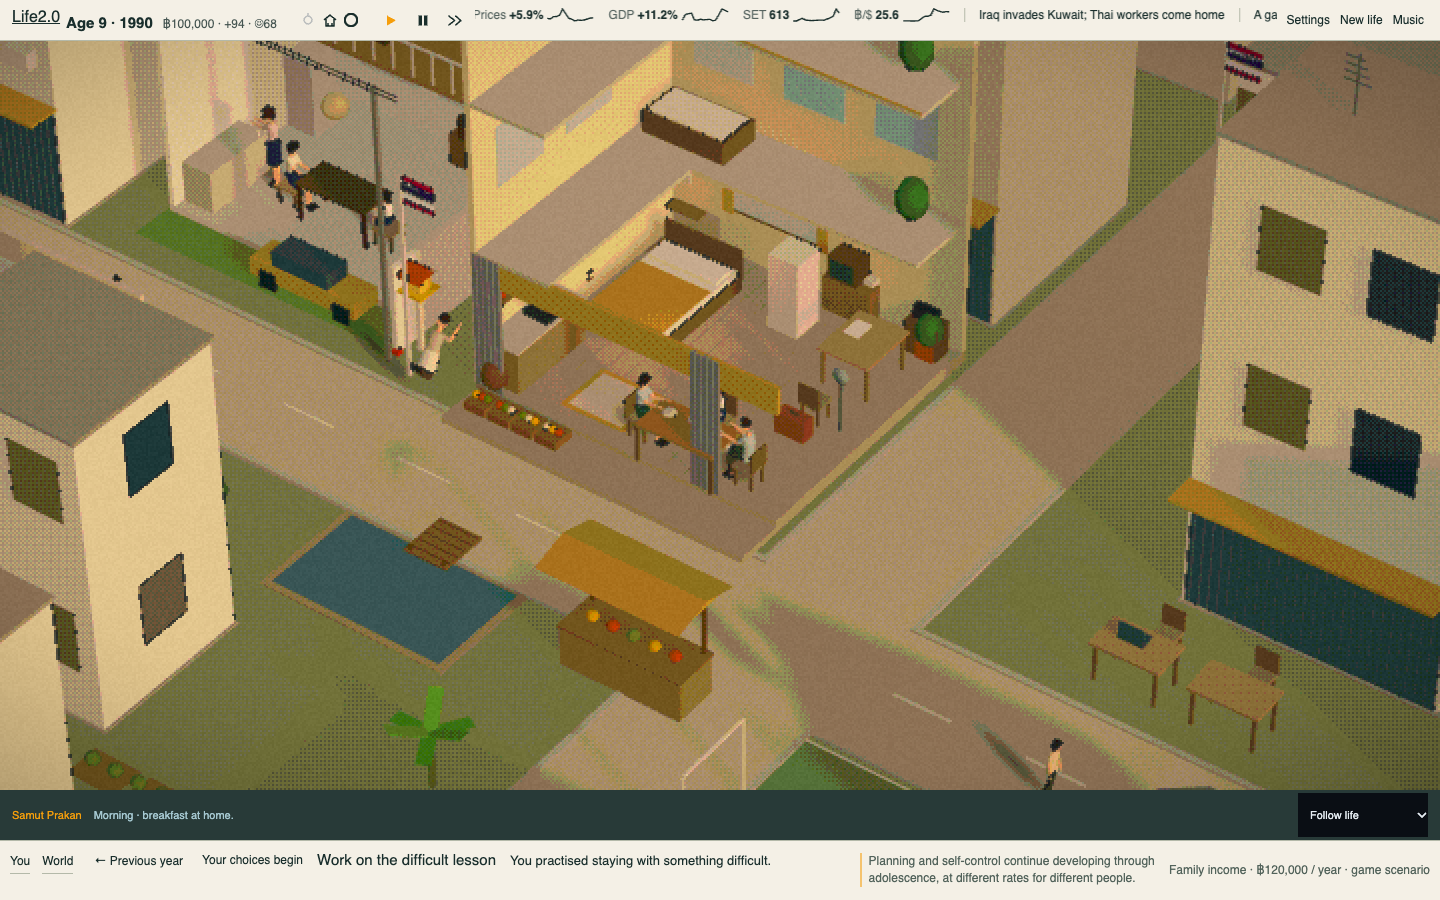 Life2.0
Age 9 · 1990 ฿100,000 · +94 · ☺68
Prices +5.9% GDP +11.2% SET 613 ฿/$ 25.6 Iraq invades Kuwait; Thai workers come home A ga
Settings New life Music
Samut Prakan Morning · breakfast at home.
Follow life
You World ← Previous year Your choices begin Work on the difficult lesson You practised staying with something difficult.
Planning and self-control continue developing through
adolescence, at different rates for different people.
Family income · ฿120,000 / year · game scenario